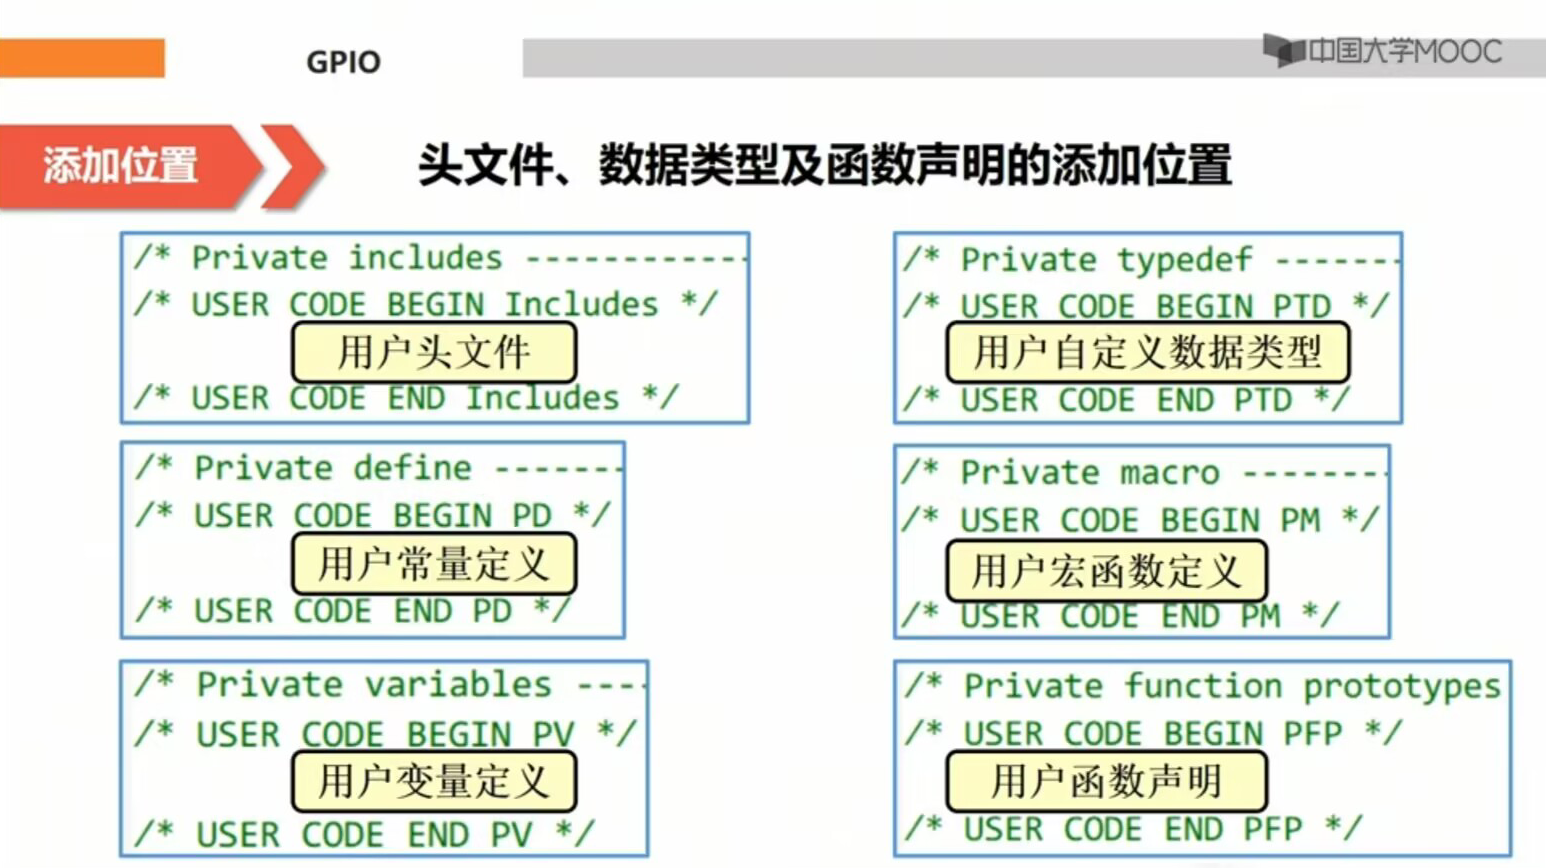 GPIO
中国大学MOOC
添加位置
头文件、数据类型及函数声明的添加位置
/* Private includes ------------
/* USER CODE BEGIN Includes */
用户头文件
/* USER CODE END Includes */
/* Private typedef -------
/* USER CODE BEGIN PTD */
用户自定义数据类型
/* USER CODE END PTD */
/* Private define -------
/* USER CODE BEGIN PD */
用户常量定义
/* USER CODE END PD */
/* Private macro --------
/* USER CODE BEGIN PM */
用户宏函数定义
/* USER CODE END PM */
/* Private variables ----
/* USER CODE BEGIN PV */
用户变量定义
/* USER CODE END PV */
/* Private function prototypes
/* USER CODE BEGIN PFP */
用户函数声明
/* USER CODE END PFP */